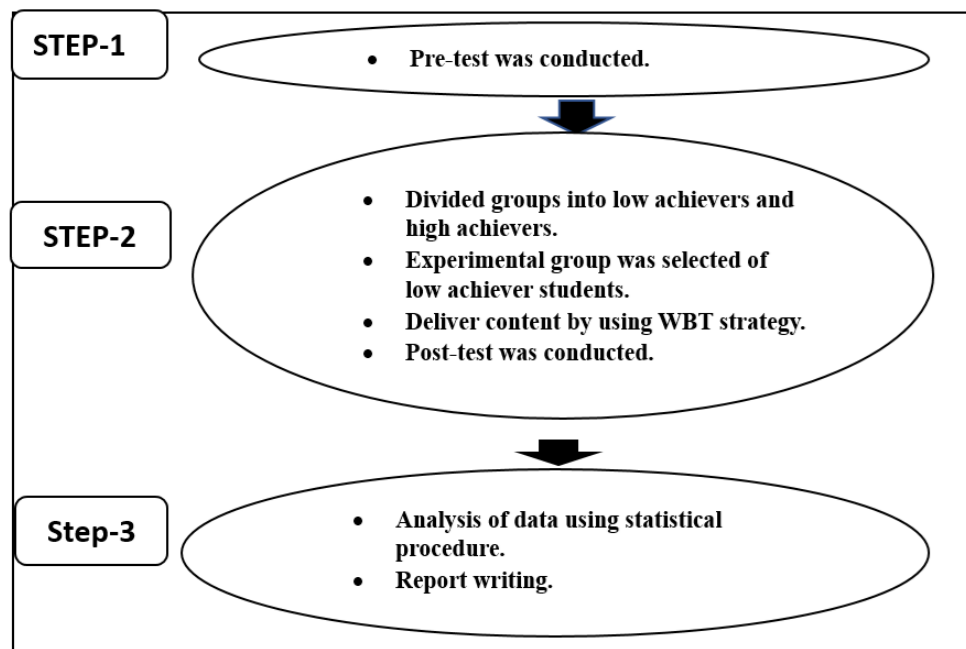 STEP-1
• Pre-test was conducted.
STEP-2
• Divided groups into low achievers and
high achievers.
• Experimental group was selected of
low achiever students.
• Deliver content by using WBT strategy.
• Post-test was conducted.
Step-3
• Analysis of data using statistical
procedure.
• Report writing.